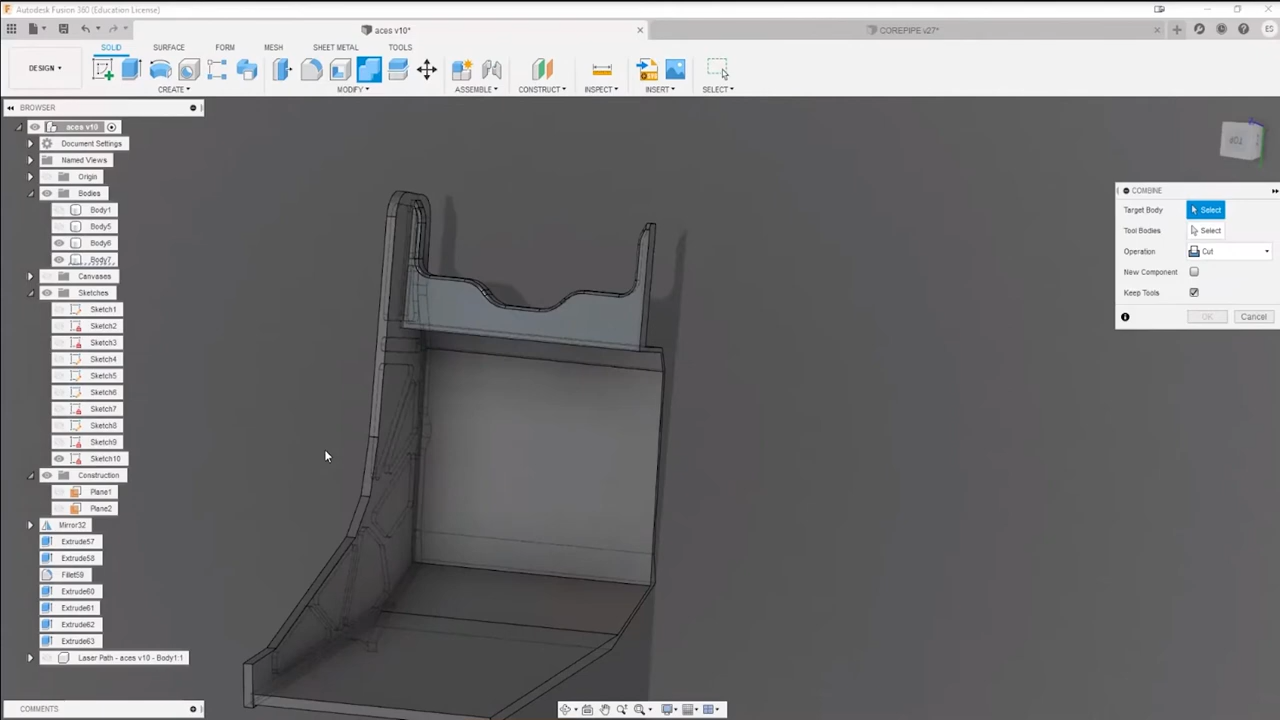 Autodesk Fusion 360 (Education License)
aces v10*
COREPIPE v27*
ES
SOLID SURFACE FORM MESH SHEET METAL TOOLS
DESIGN
CREATE MODIFY ASSEMBLE CONSTRUCT INSPECT INSERT SELECT
BROWSER
aces v10
Document Settings
Named Views
Origin
Bodies
Body1
Body5
Body6
Body7
Canvases
Sketches
Sketch1
Sketch2
Sketch3
Sketch4
Sketch5
Sketch6
Sketch7
Sketch8
Sketch9
Sketch10
Construction
Plane1
Plane2
Mirror32
Extrude57
Extrude58
Fillet59
Extrude60
Extrude61
Extrude62
Extrude63
Laser Path - aces v10 - Body1:1
COMMENTS
TOP
COMBINE
Target Body Select
Tool Bodies Select
Operation Cut
New Component
Keep Tools
OK Cancel